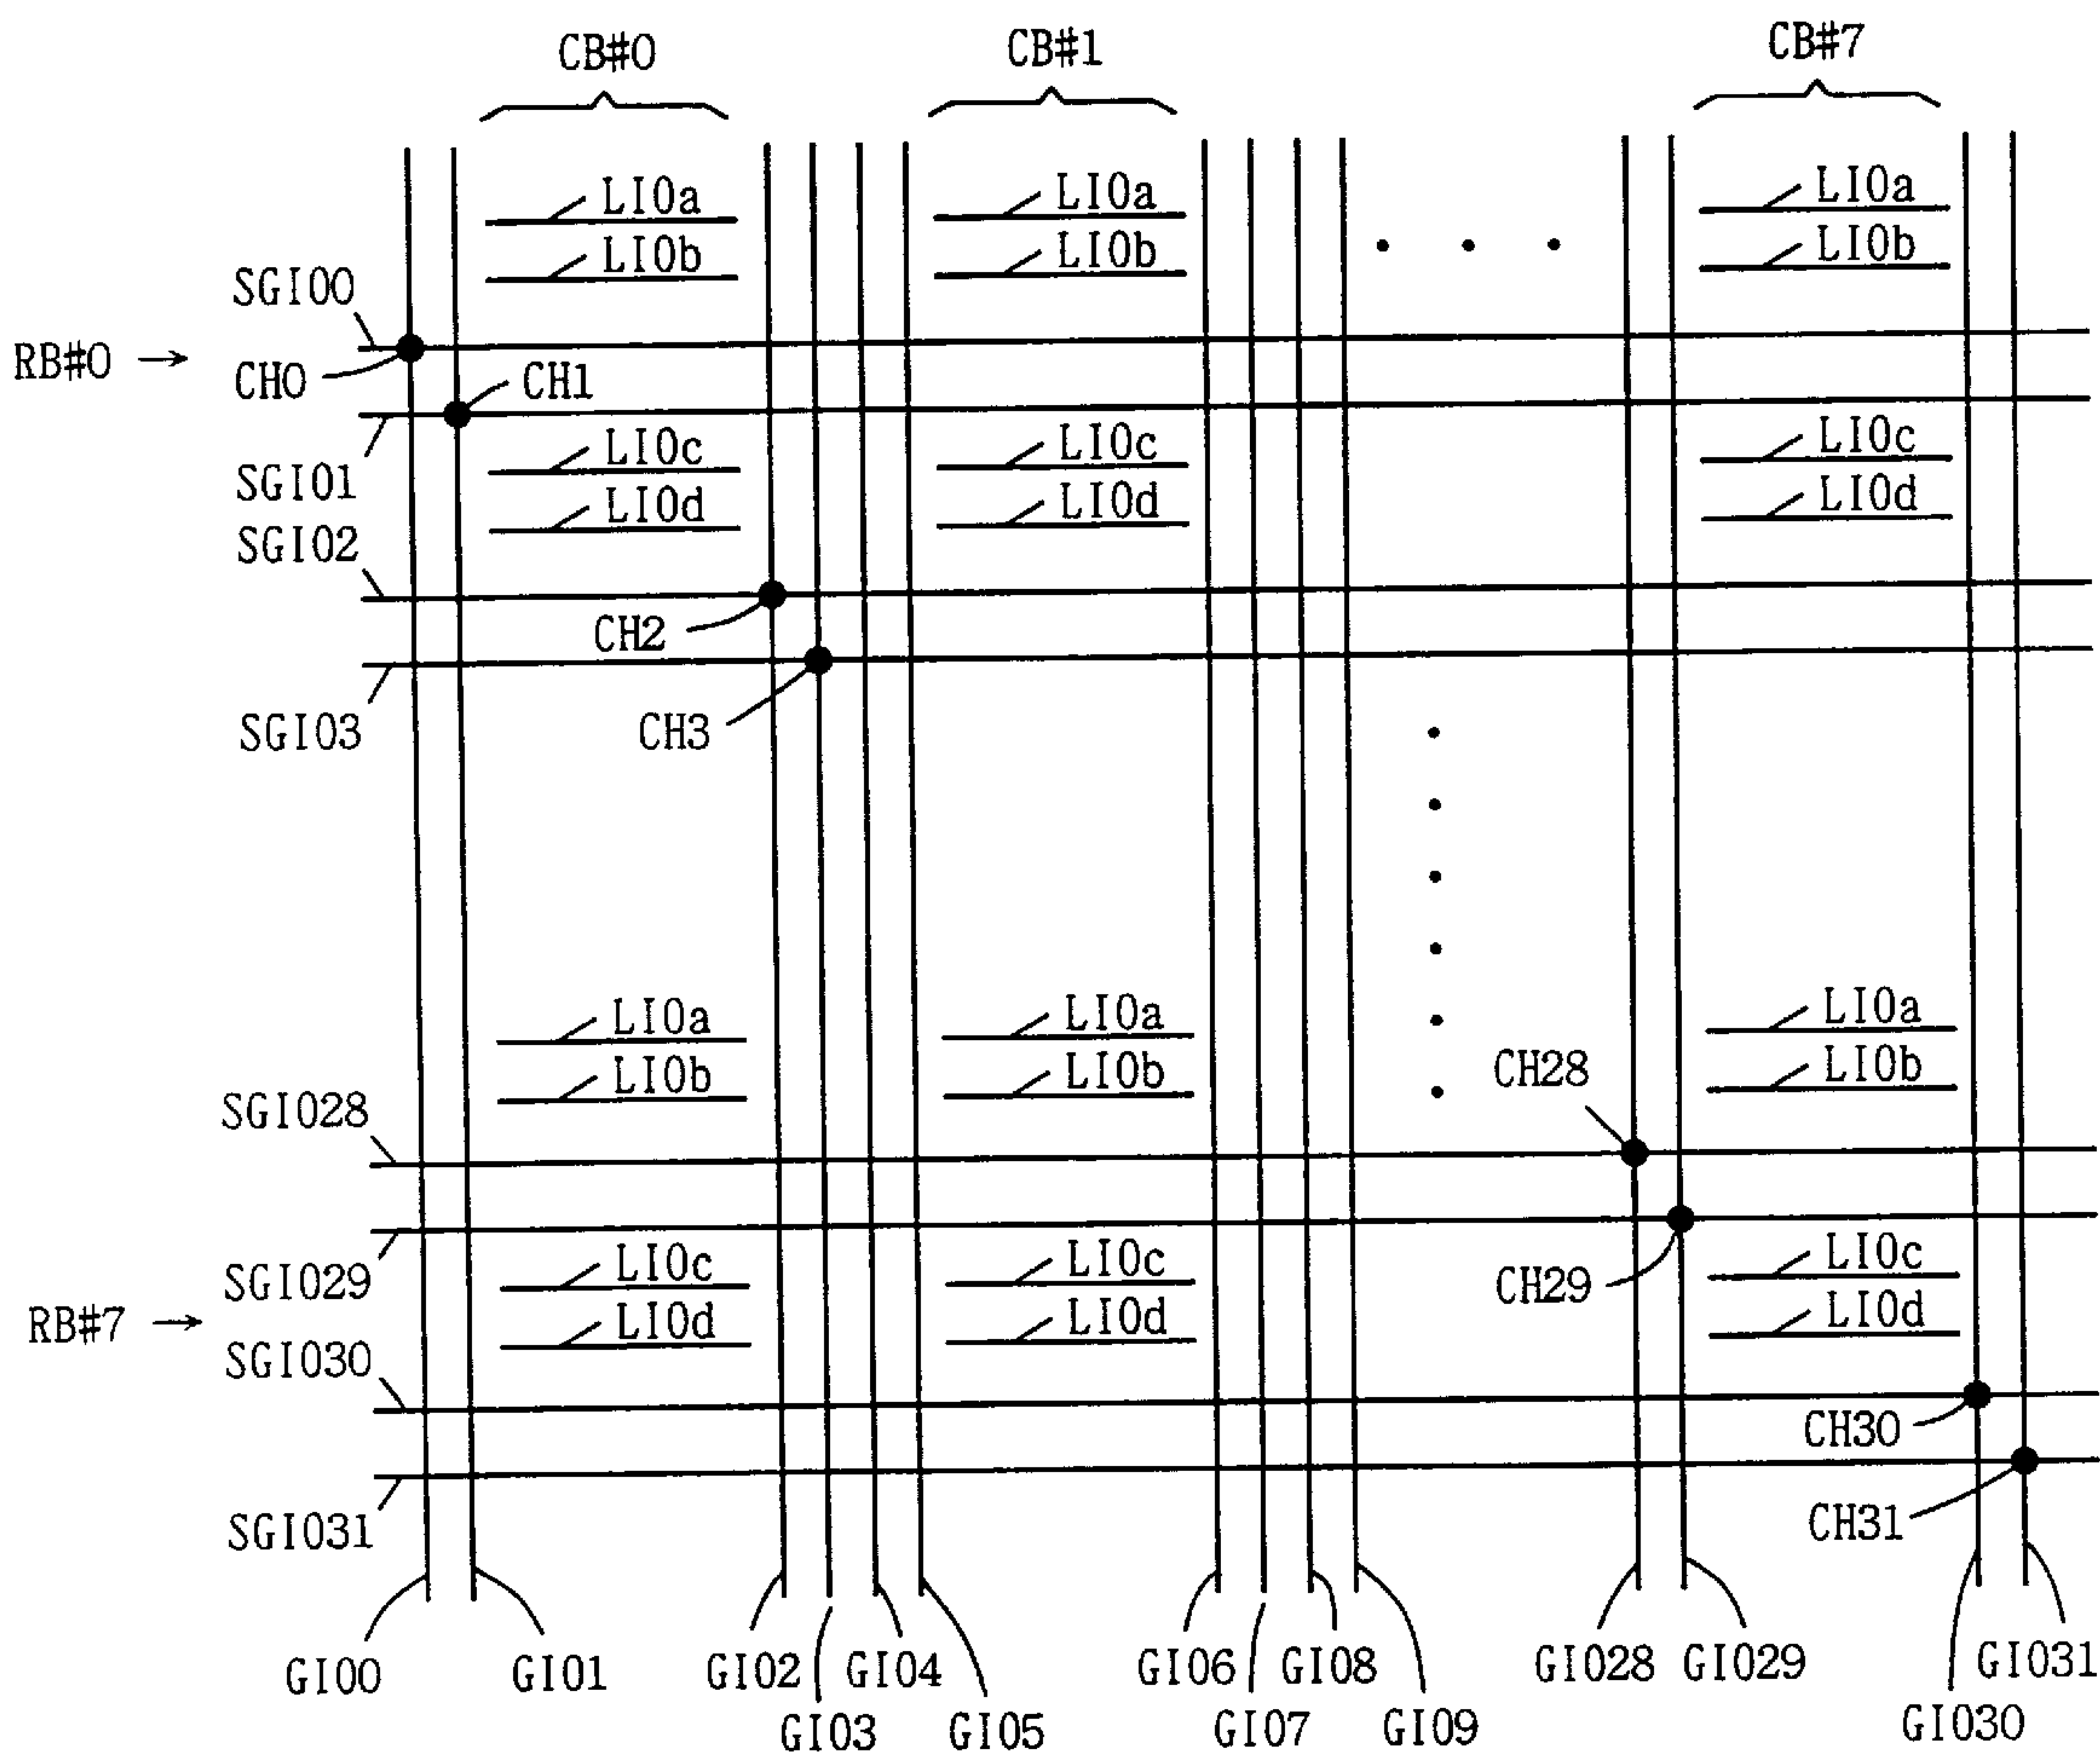 CB#0 CB#1 CB#7
LIOa LIOa LIOa
LIOb LIOb LIOb
SGIO0
RB#0 →
CH0 CH1
LIOc LIOc LIOc
SGIO1
LIOd LIOd LIOd
SGIO2
CH2
SGIO3 CH3
LIOa LIOa LIOa
LIOb LIOb CH28 LIOb
SGIO28
SGIO29 LIOc LIOc CH29 LIOc
RB#7 → LIOd LIOd LIOd
SGIO30
CH30
SGIO31 CH31
GIO0 GIO1 GIO2 GIO4 GIO6 GIO8 GIO28 GIO29 GIO31
GIO3 GIO5 GIO7 GIO9 GIO30